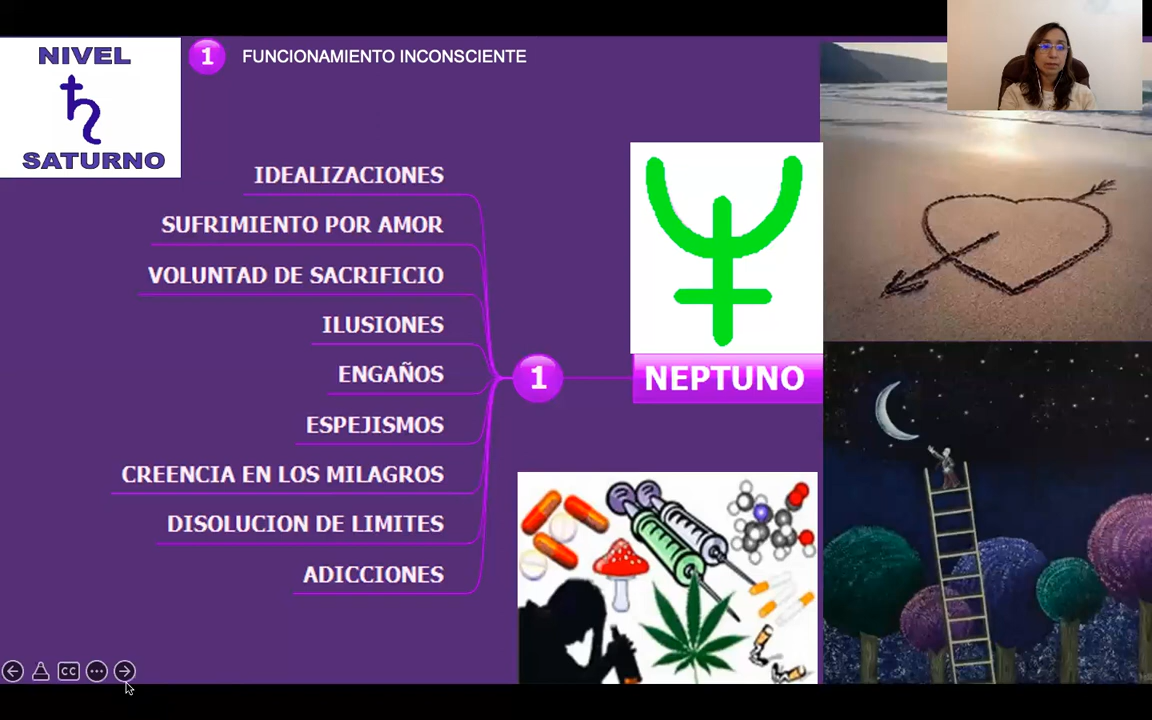 NIVEL
SATURNO
1 FUNCIONAMIENTO INCONSCIENTE
IDEALIZACIONES
SUFRIMIENTO POR AMOR
VOLUNTAD DE SACRIFICIO
ILUSIONES
ENGAÑOS
ESPEJISMOS
CREENCIA EN LOS MILAGROS
DISOLUCION DE LIMITES
ADICCIONES
1
NEPTUNO
CC